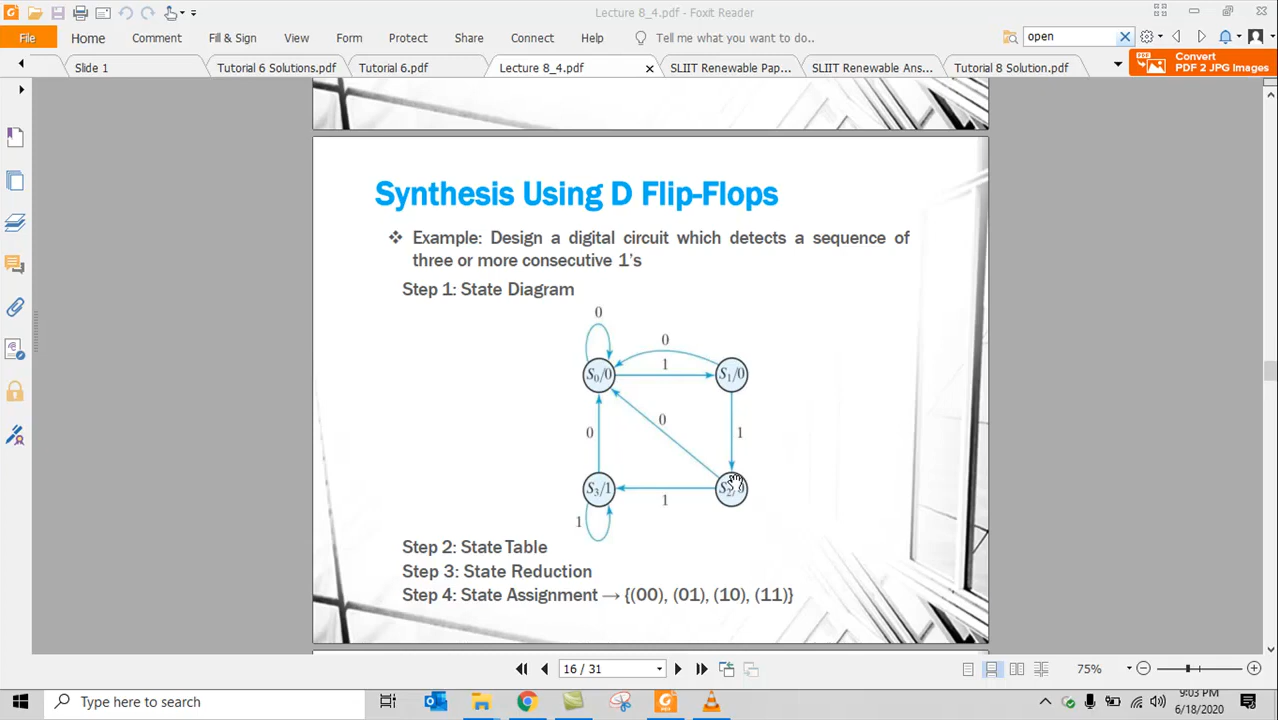 Lecture 8_4.pdf - Foxit Reader
File Home Comment Fill & Sign View Form Protect Share Connect Help Tell me what you want to do.. open
Slide 1 Tutorial 6 Solutions.pdf Tutorial 6.pdf Lecture 8_4.pdf SLIIT Renewable Pap... SLIIT Renewable Ans... Tutorial 8 Solution.pdf
Convert
PDF 2 JPG Images
Synthesis Using D Flip-Flops
Example: Design a digital circuit which detects a sequence of
three or more consecutive 1's
Step 1: State Diagram
0
0
S0/0 1 S1/0
0 0 1
S3/1 1
1
Step 2: State Table
Step 3: State Reduction
Step 4: State Assignment → {(00), (01), (10), (11)}
16 / 31 75%
Type here to search
9:03 PM
6/18/2020